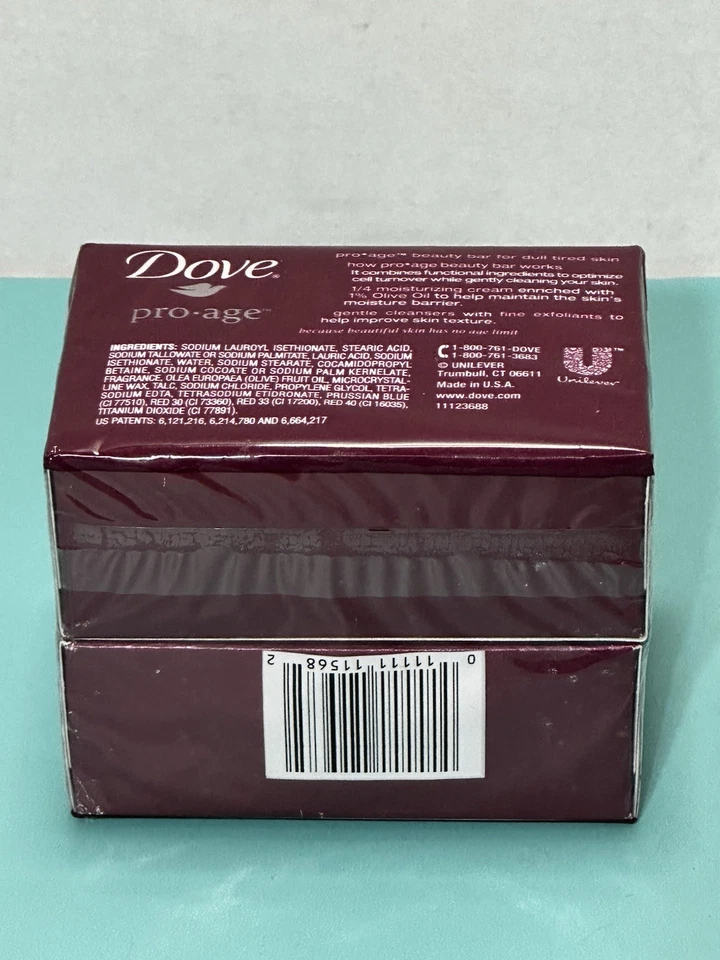 Dove®
pro•age™
pro•age™ beauty bar for dull tired skin
how pro•age beauty bar works
It combines functional ingredients to optimize
cell turnover while gently cleaning your skin.
1/4 moisturizing cream enriched with
1% Olive Oil to help maintain the skin's
moisture barrier.
gentle cleansers with fine exfoliants to
help improve skin texture.
because beautiful skin has no age limit
INGREDIENTS: SODIUM LAUROYL ISETHIONATE, STEARIC ACID,
SODIUM TALLOWATE OR SODIUM PALMITATE, LAURIC ACID, SODIUM
ISETHIONATE, WATER, SODIUM STEARATE COCAMIDOPROPYL
BETAINE, SODIUM COCOATE OR SODIUM PALM KERNELATE,
FRAGRANCE, OLEA EUROPAEA (OLIVE) FRUIT OIL, MICROCRYSTAL-
LINE WAX, TALC, SODIUM CHLORIDE, PROPYLENE GLYCOL, TETRA-
SODIUM EDTA, TETRASODIUM ETIDRONATE, PRUSSIAN BLUE
(CI 77510), RED 30 (CI 73360), RED 33 (CI 17200), RED 40 (CI 16035),
TITANIUM DIOXIDE (CI 77891).
US PATENTS: 6,121,216, 6,214,780 AND 6,664,217
1-800-761-DOVE
1-800-761-3683
© UNILEVER
Trumbull, CT 06611
Made in U.S.A.
www.dove.com
11123688
Unilever
0 11111 11568 2